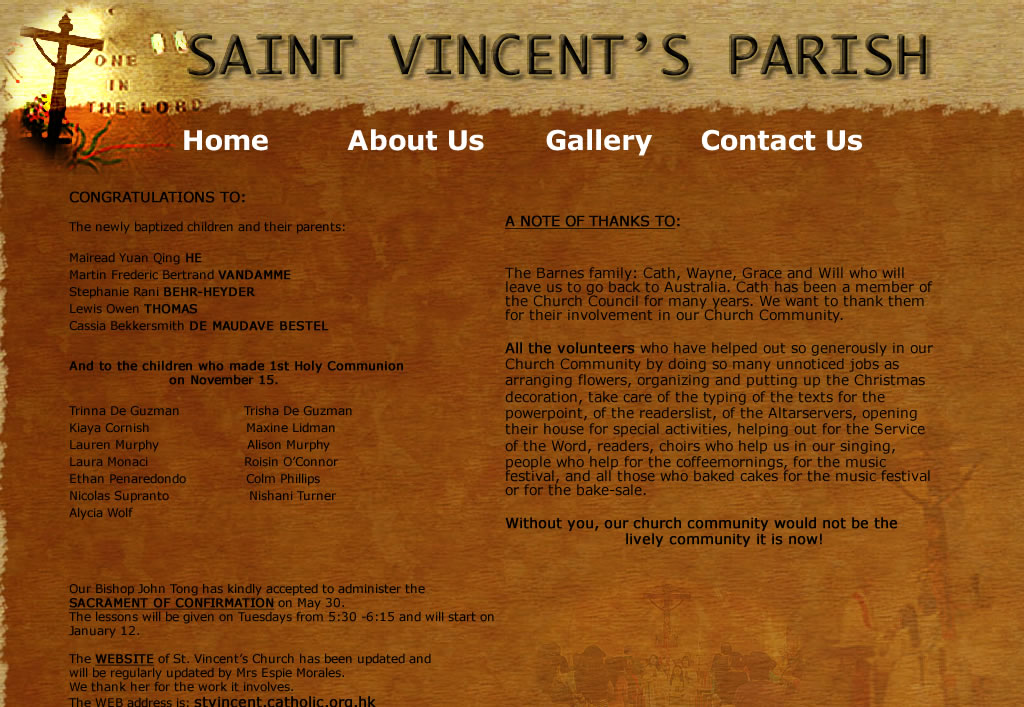 ONE
IN
THE LORD
"SAINT VINCENT'S PARISH
Home About Us Gallery Contact Us
CONGRATULATIONS TO:
The newly baptized children and their parents:
Mairead Yuan Qing HE
Martin Frederic Bertrand VANDAMME
Stephanie Rani BEHR-HEYDER
Lewis Owen THOMAS
Cassia Bekkersmith DE MAUDAVE BESTEL
And to the children who made 1st Holy Communion
on November 15.
Trinna De Guzman Trisha De Guzman
Kiaya Cornish Maxine Lidman
Lauren Murphy Alison Murphy
Laura Monaci Roisin O'Connor
Ethan Penaredondo Colm Phillips
Nicolas Supranto Nishani Turner
Alycia Wolf
Our Bishop John Tong has kindly accepted to administer the
SACRAMENT OF CONFIRMATION on May 30.
The lessons will be given on Tuesdays from 5:30 -6:15 and will start on
January 12.
The WEBSITE of St. Vincent's Church has been updated and
will be regularly updated by Mrs Espie Morales.
We thank her for the work it involves.
The WEB address is: stvincent.catholic.org.hk
A NOTE OF THANKS TO:
The Barnes family: Cath, Wayne, Grace and Will who will
leave us to go back to Australia. Cath has been a member of
the Church Council for many years. We want to thank them
for their involvement in our Church Community.
All the volunteers who have helped out so generously in our
Church Community by doing so many unnoticed jobs as
arranging flowers, organizing and putting up the Christmas
decoration, take care of the typing of the texts for the
powerpoint, of the readerslist, of the Altarservers, opening
their house for special activities, helping out for the Service
of the Word, readers, choirs who help us in our singing,
people who help for the coffeemornings, for the music
festival, and all those who baked cakes for the music festival
or for the bake-sale.
Without you, our church community would not be the
lively community it is now!